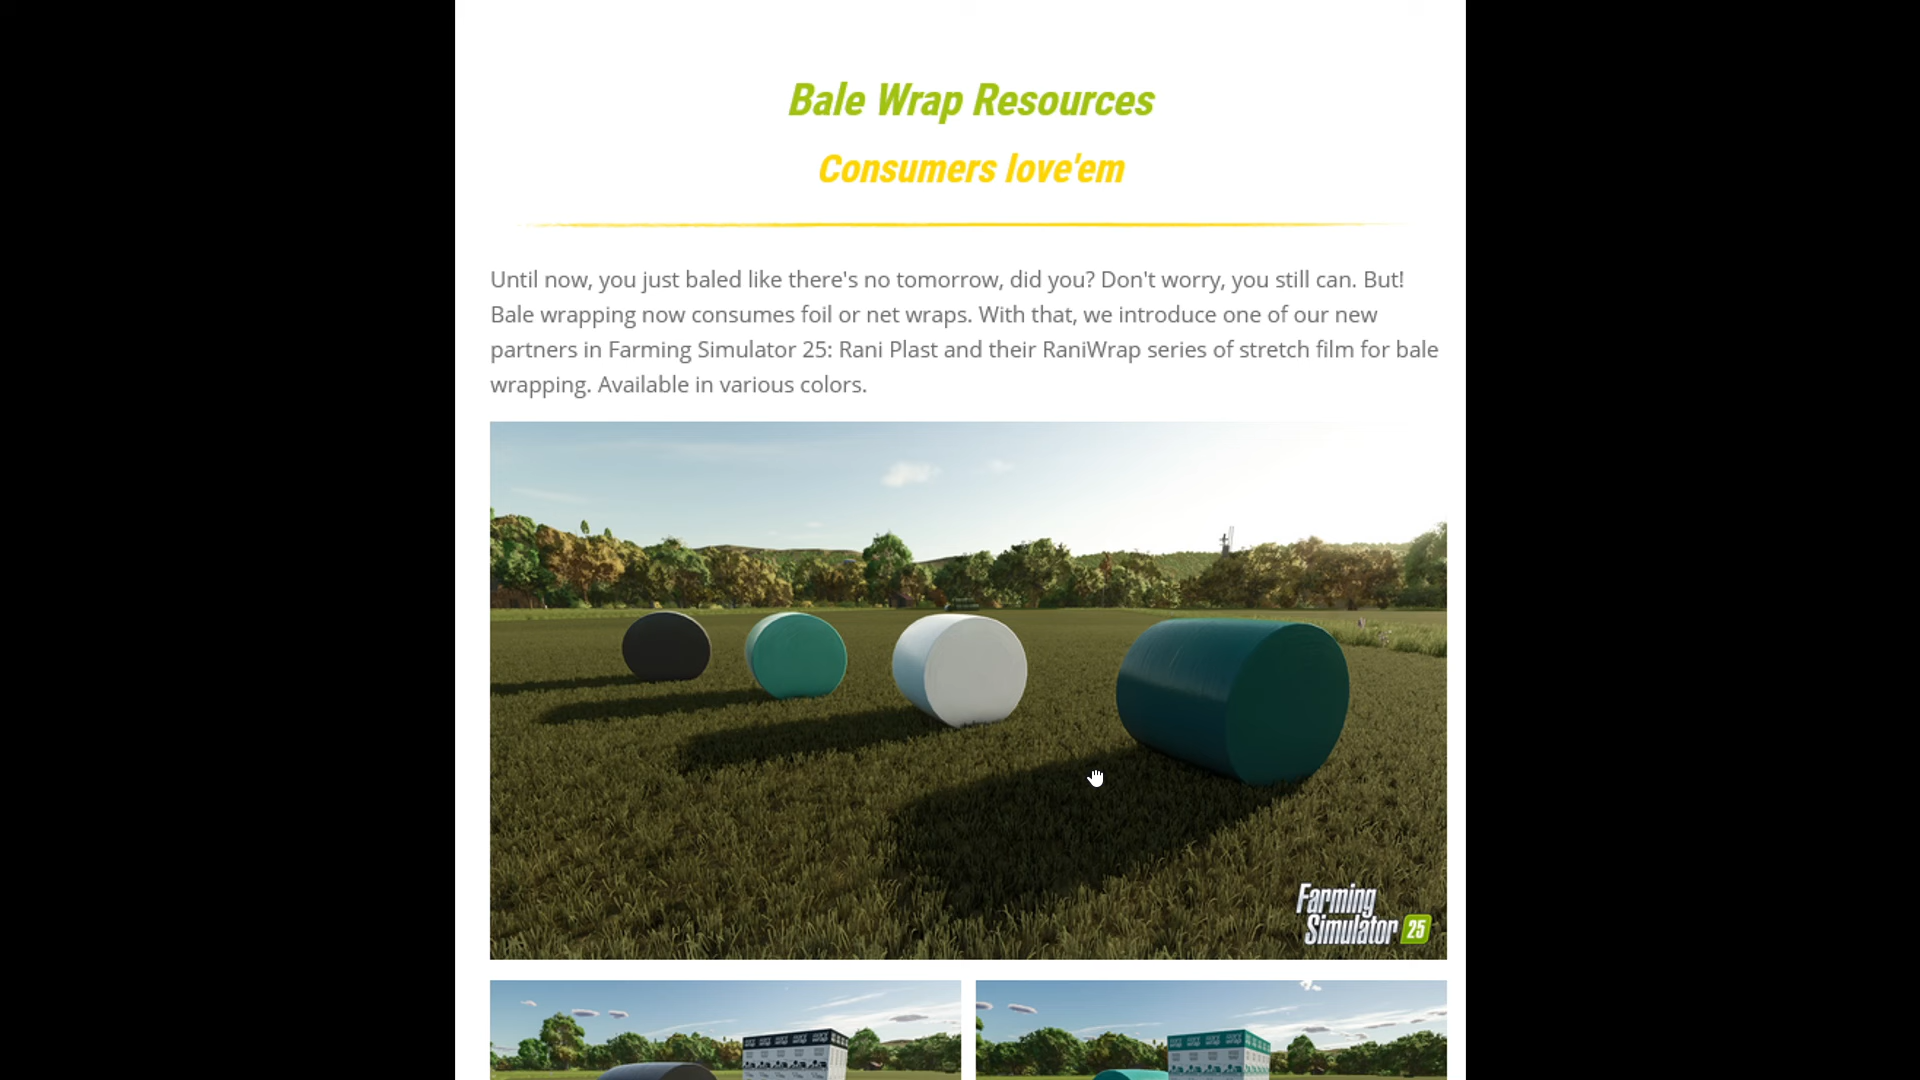 Bale Wrap Resources
Consumers love'em
Until now, you just baled like there's no tomorrow, did you? Don't worry, you still can. But!
Bale wrapping now consumes foil or net wraps. With that, we introduce one of our new
partners in Farming Simulator 25: Rani Plast and their RaniWrap series of stretch film for bale
wrapping. Available in various colors.
Farming
Simulator 25